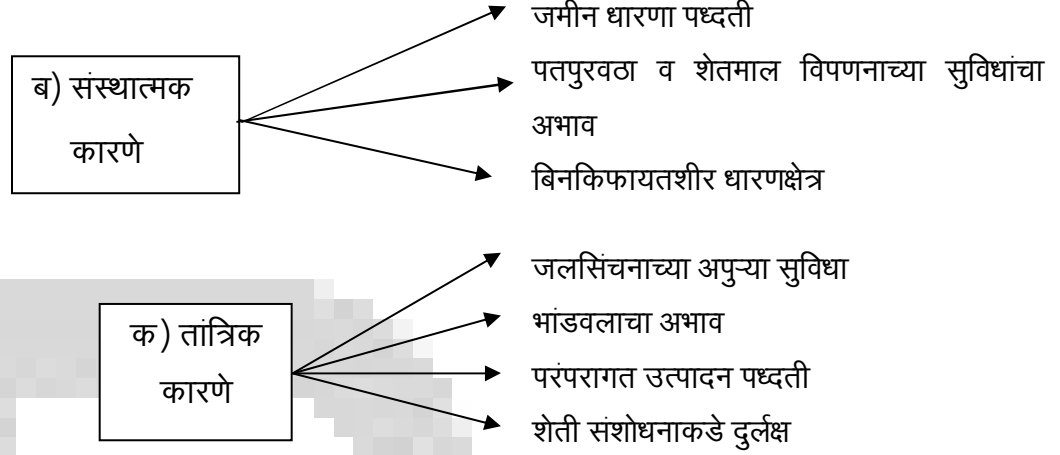 जमीन धारणा पध्दती
ब) संस्थात्मक
कारणे
पतपुरवठा व शेतमाल विपणनाच्या सुविधांचा
अभाव
बिनकिफायतशीर धारणक्षेत्र
जलसिंचनाच्या अपुऱ्या सुविधा
क) तांत्रिक
कारणे
भांडवलाचा अभाव
परंपरागत उत्पादन पध्दती
शेती संशोधनाकडे दुर्लक्ष